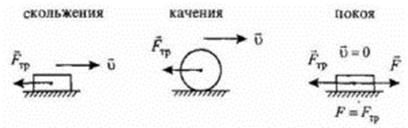 скольжения
качения
покоя
F⃗тр υ⃗
F⃗тр υ⃗
F⃗тр υ⃗ = 0 F⃗
F = Fтр